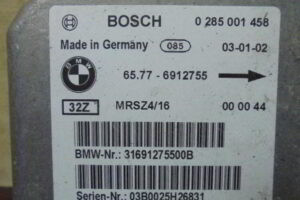 BOSCH 0 285 001 458
Made in Germany 085 03-01-02
BMW 65.77 - 6912755
32Z MRSZ4/16 00 00 44
BMW-Nr.: 31691275500B
Serien-Nr.: 03B0025H26831